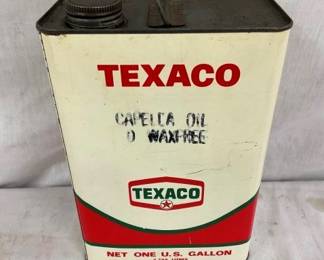 TEXACO
CAPELLA OIL
D WAXFREE
TEXACO
NET ONE U.S. GALLON